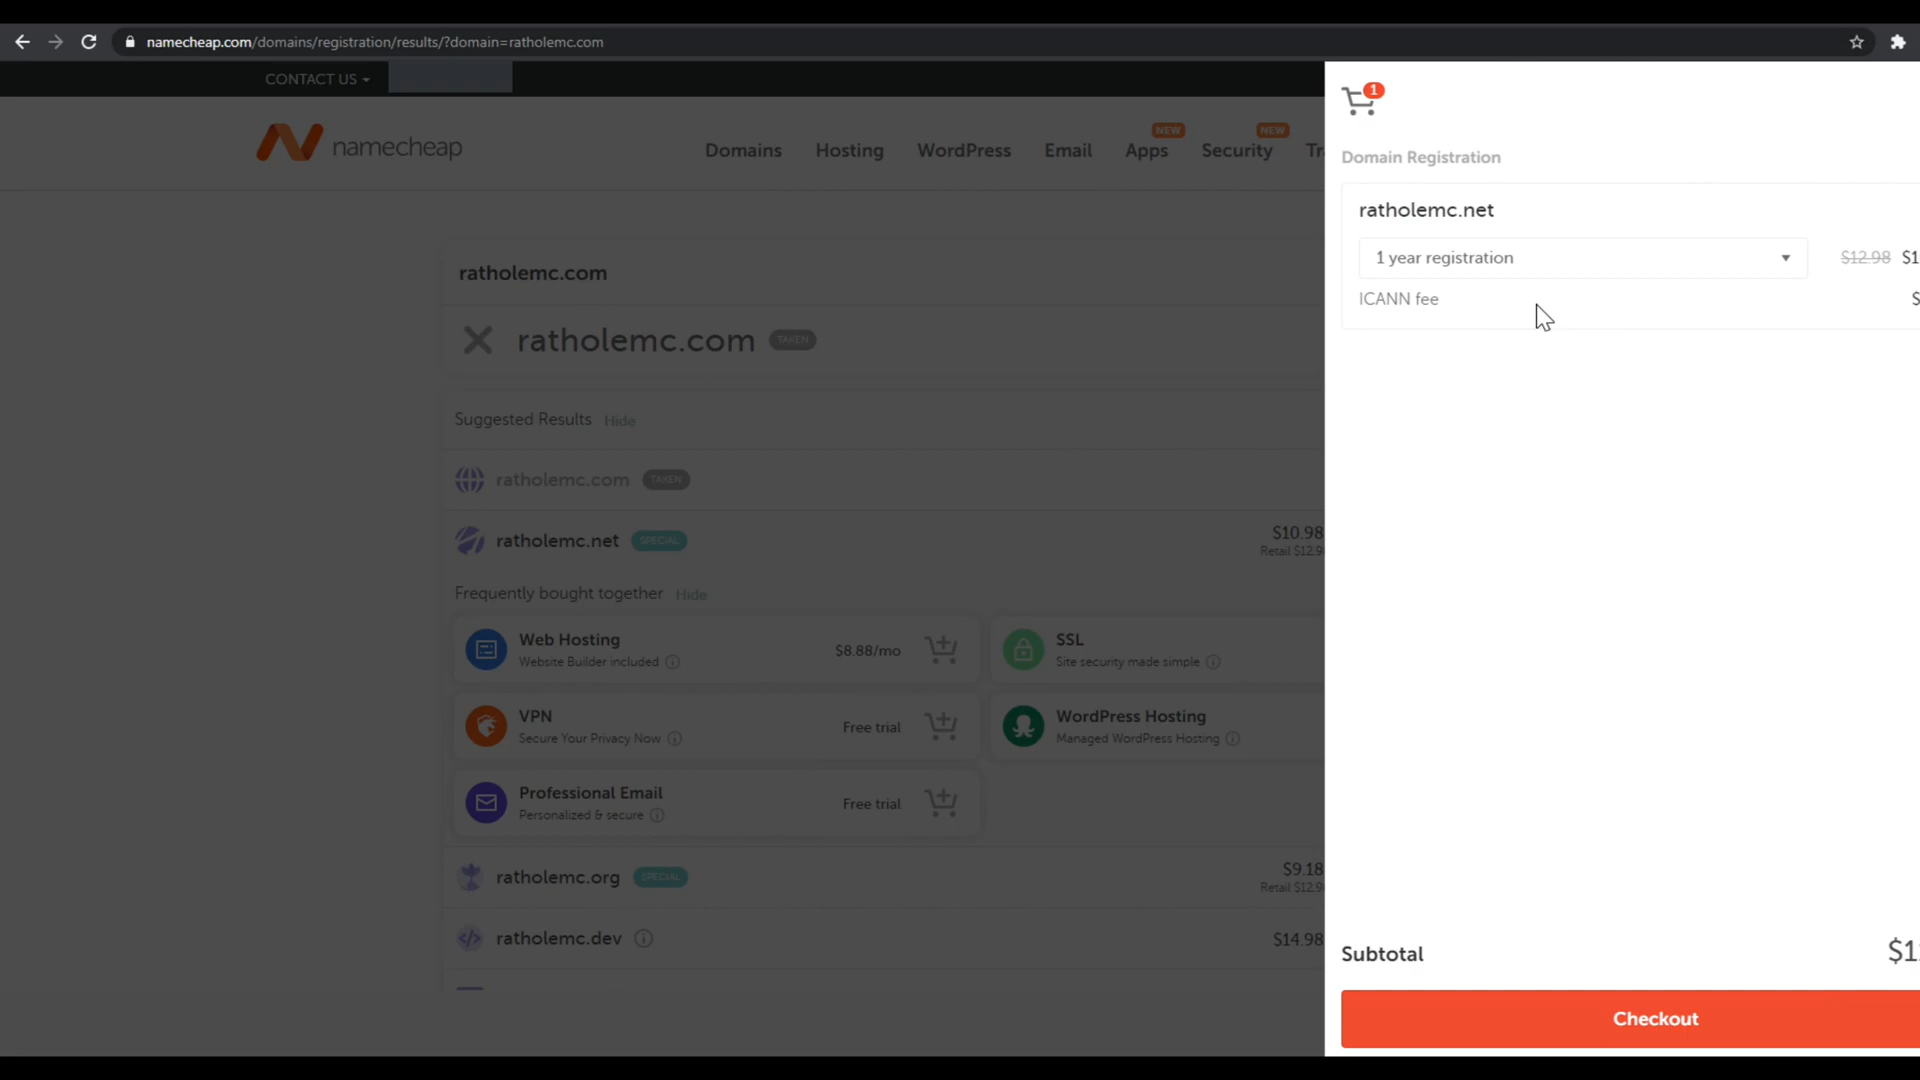 namecheap.com/domains/registration/results/?domain=ratholemc.com
CONTACT US
namecheap
Domains
Hosting
WordPress
Email
NEW
Apps
NEW
Security
ratholemc.com
ratholemc.com TAKEN
Suggested Results Hide
ratholemc.com TAKEN
ratholemc.net SPECIAL
$10.98
Retail $12.9
Frequently bought together Hide
Web Hosting
Website Builder included
$8.88/mo
SSL
Site security made simple
VPN
Secure Your Privacy Now
Free trial
WordPress Hosting
Managed WordPress Hosting
Professional Email
Personalized & secure
Free trial
ratholemc.org SPECIAL
$9.18
Retail $12.9
ratholemc.dev
$14.98
1
Domain Registration
ratholemc.net
1 year registration
$12.98 $1
ICANN fee
$
Subtotal
Checkout